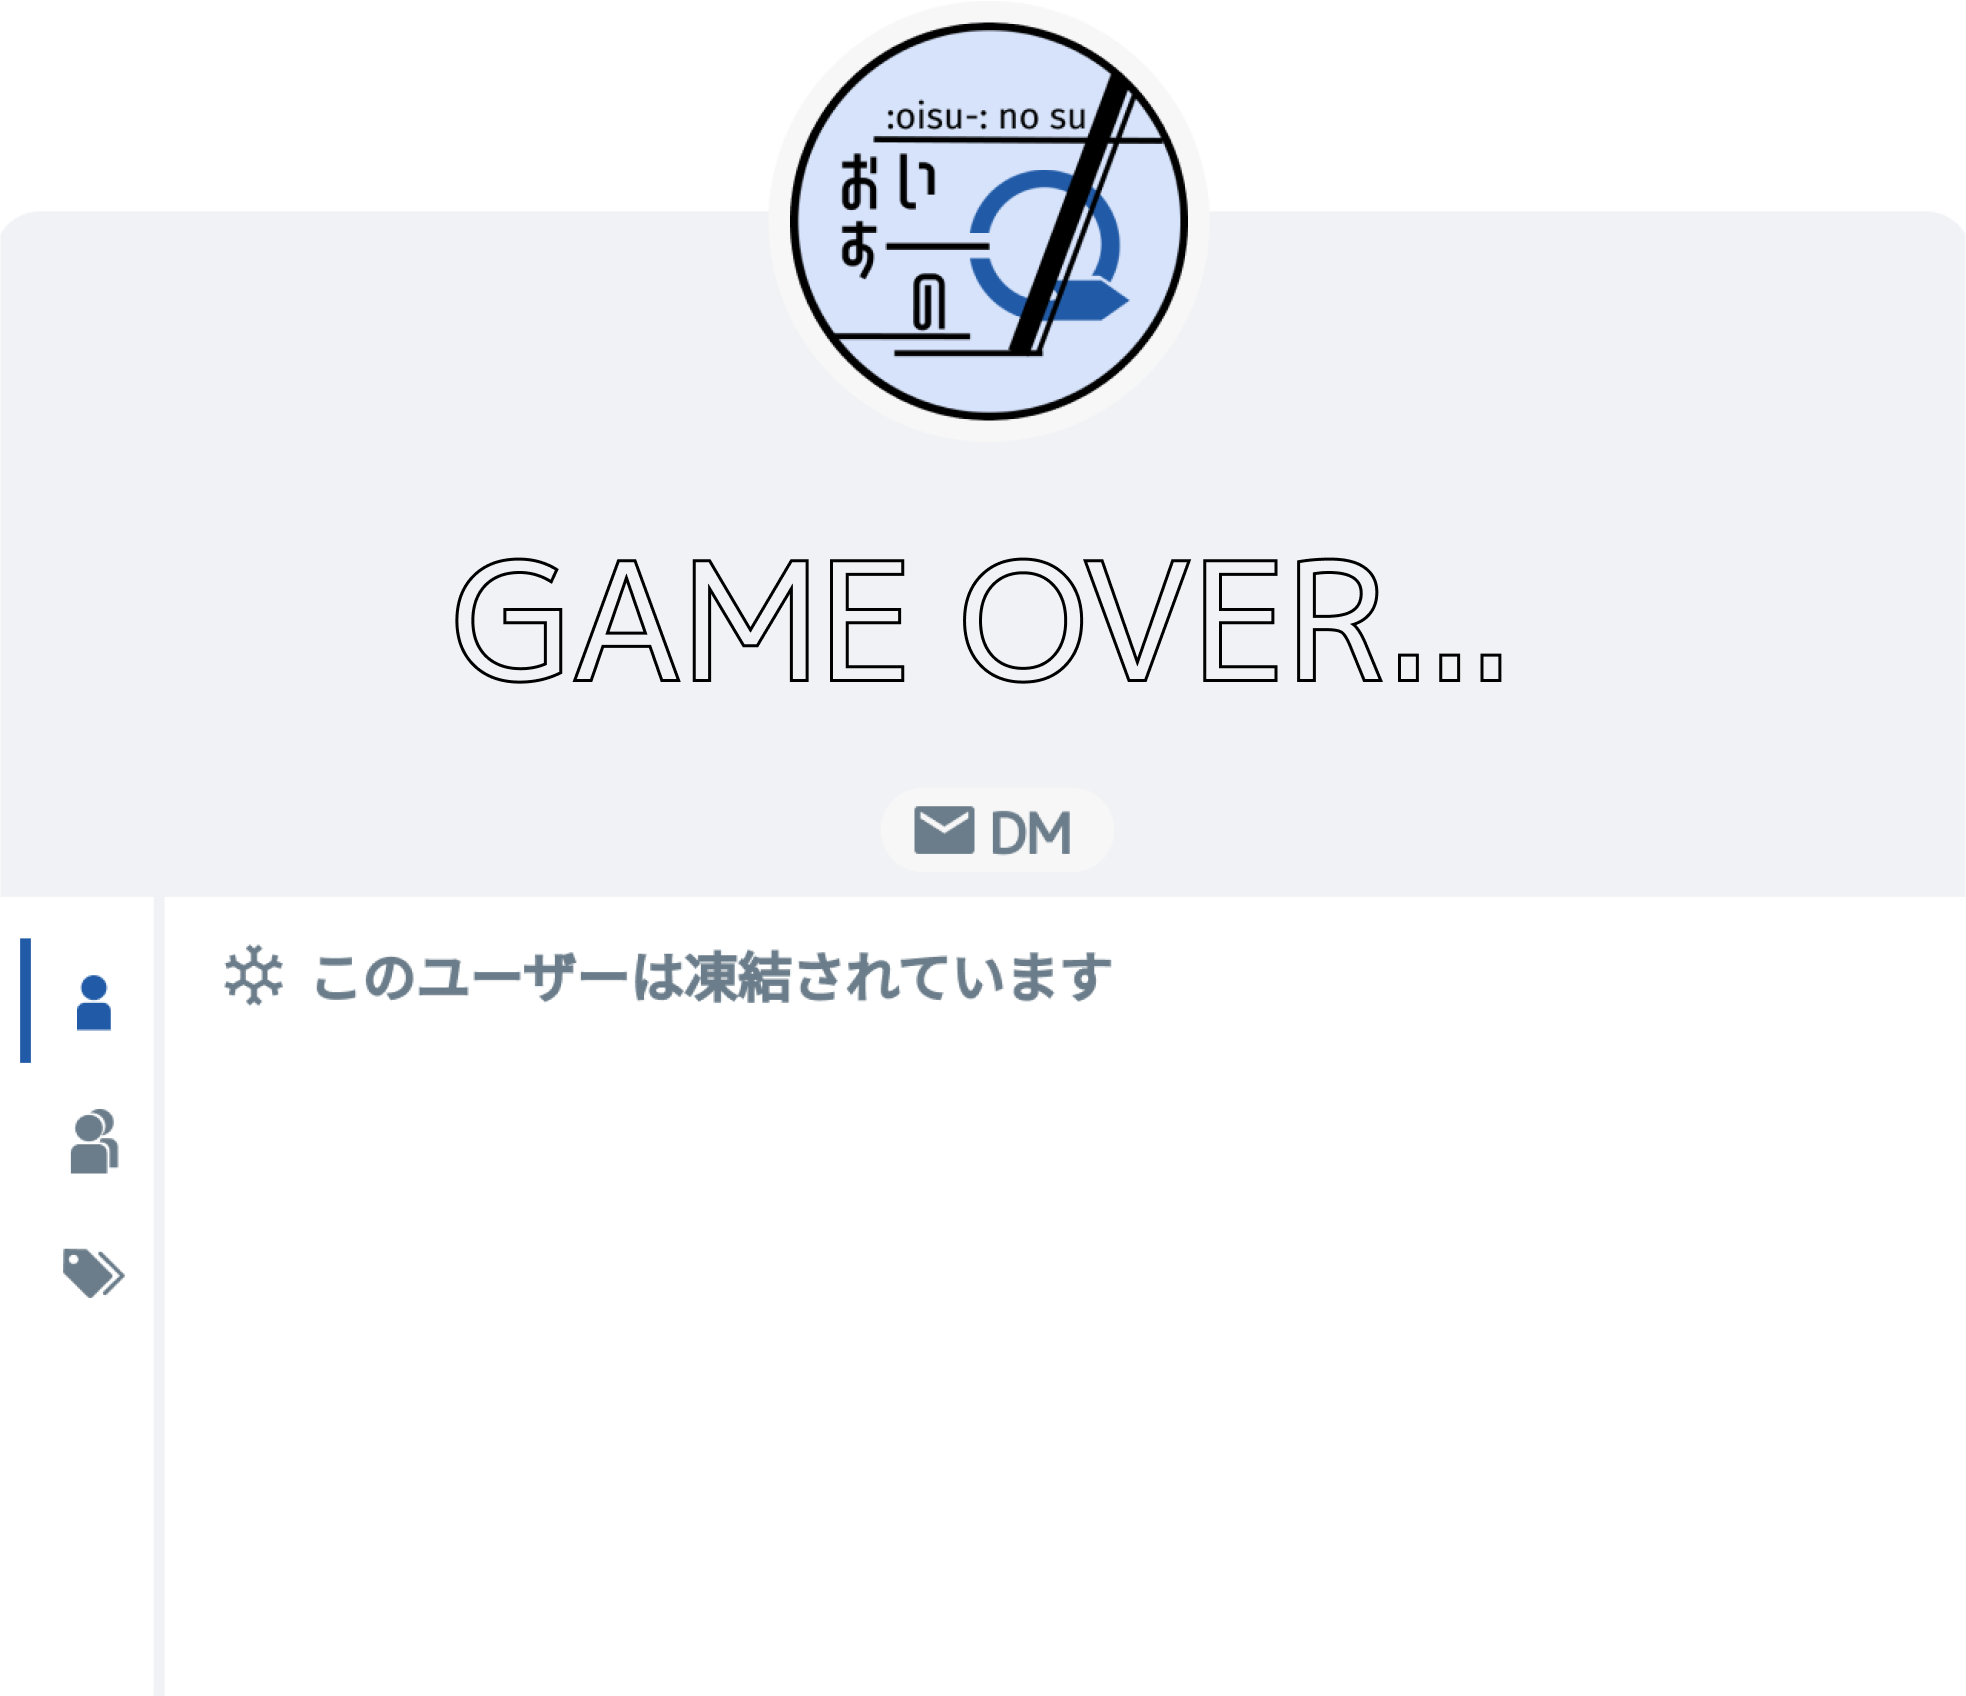 :oisu-: no su
おい
すー
の
GAME OVER...
DM
このユーザーは凍結されています